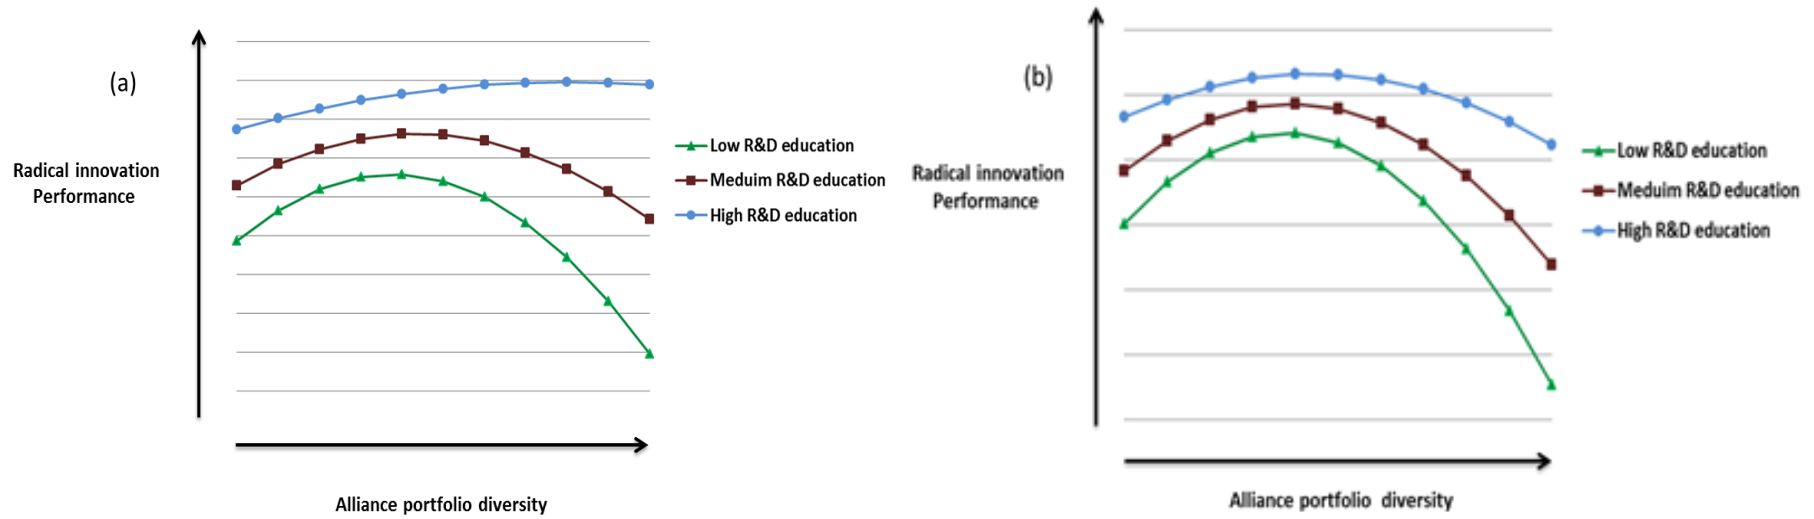 (a)
Radical innovation
Performance
Low R&D education
Meduim R&D education
High R&D education
Alliance portfolio diversity
(b)
Radical innovation
Performance
Low R&D education
Meduim R&D education
High R&D education
Alliance portfolio diversity